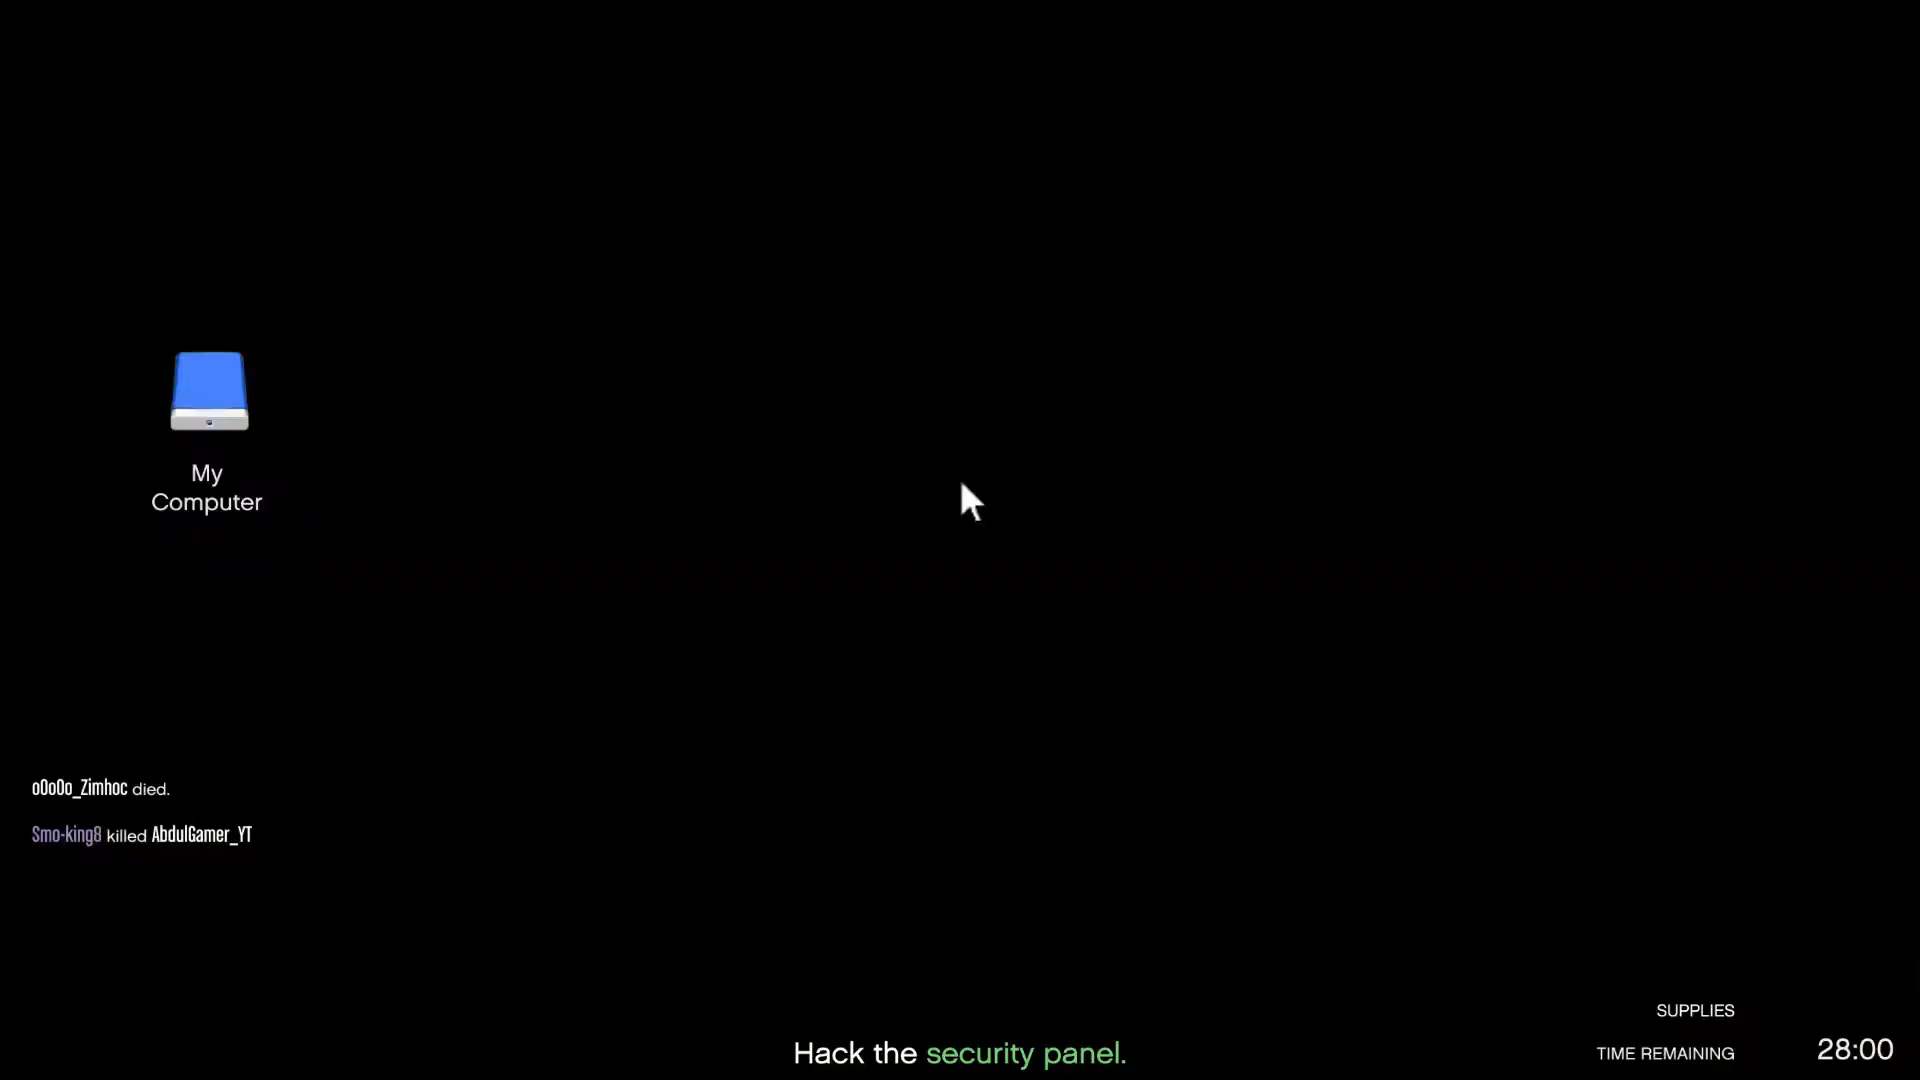 My
Computer
o0o0o_Zimhoc died.
Smo-king8 killed AbdulGamer_YT
SUPPLIES
Hack the security panel.
TIME REMAINING 28:00